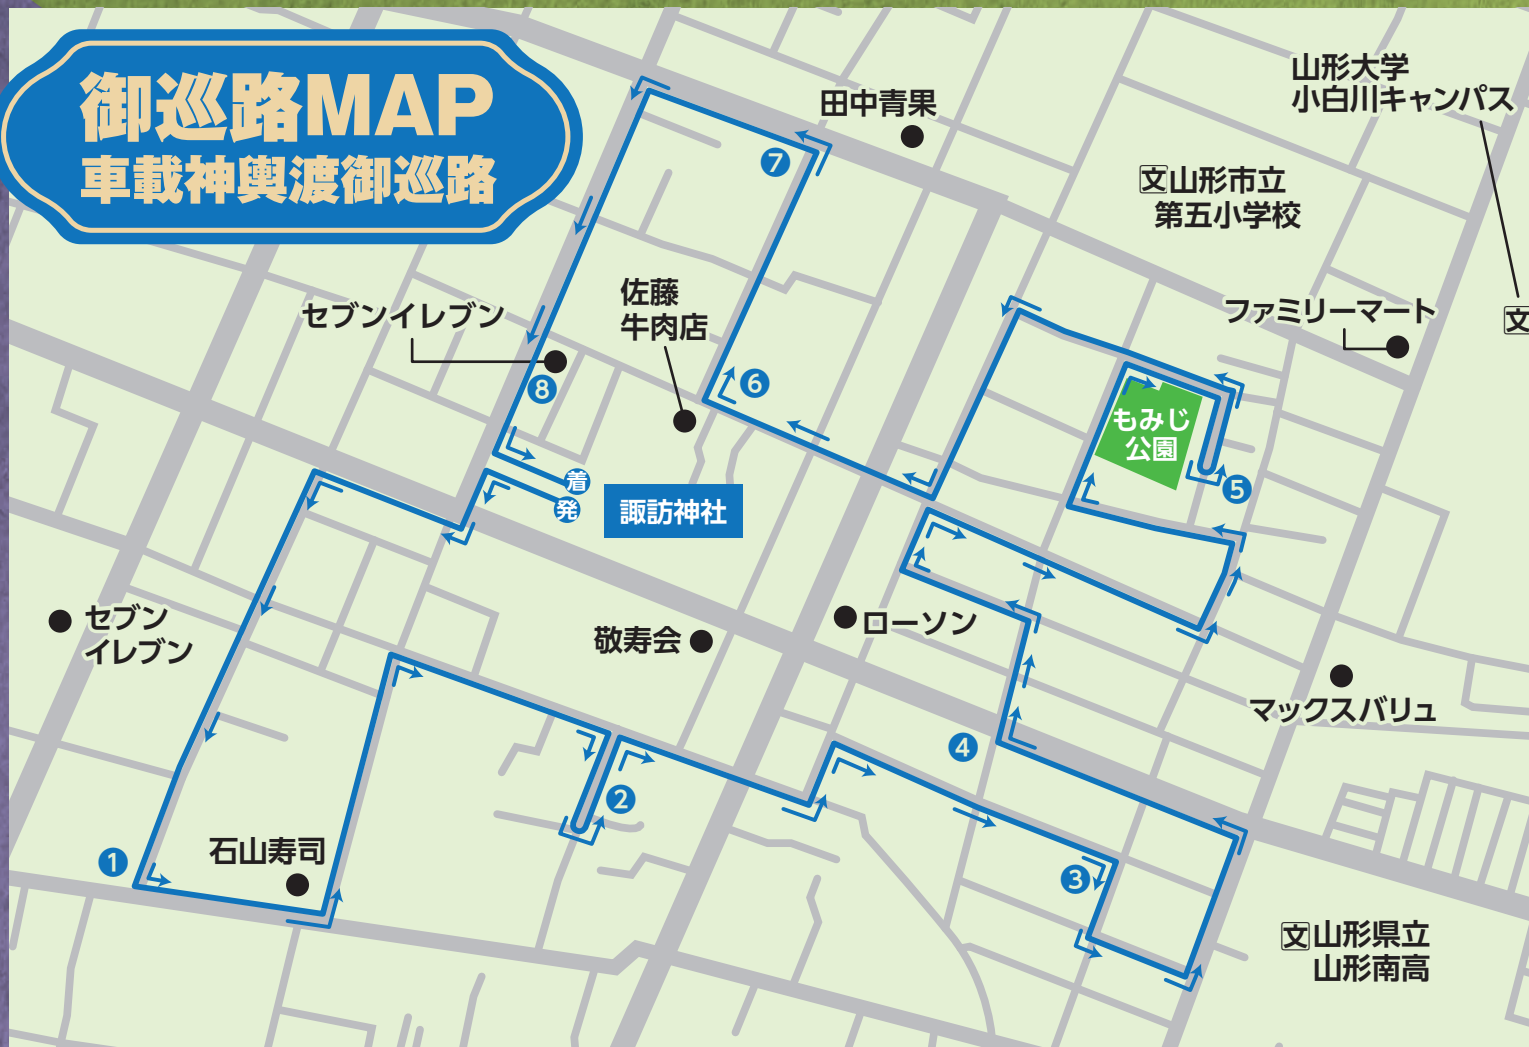 御巡路MAP
車載神輿渡御巡路
山形大学
小白川キャンパス
田中青果
文山形市立
第五小学校
文
佐藤
牛肉店
セブンイレブン
ファミリーマート
もみじ
公園
着
発
諏訪神社
セブン
イレブン
敬寿会
ローソン
マックスバリュ
石山寿司
文山形県立
山形南高
1
2
3
4
5
6
7
8